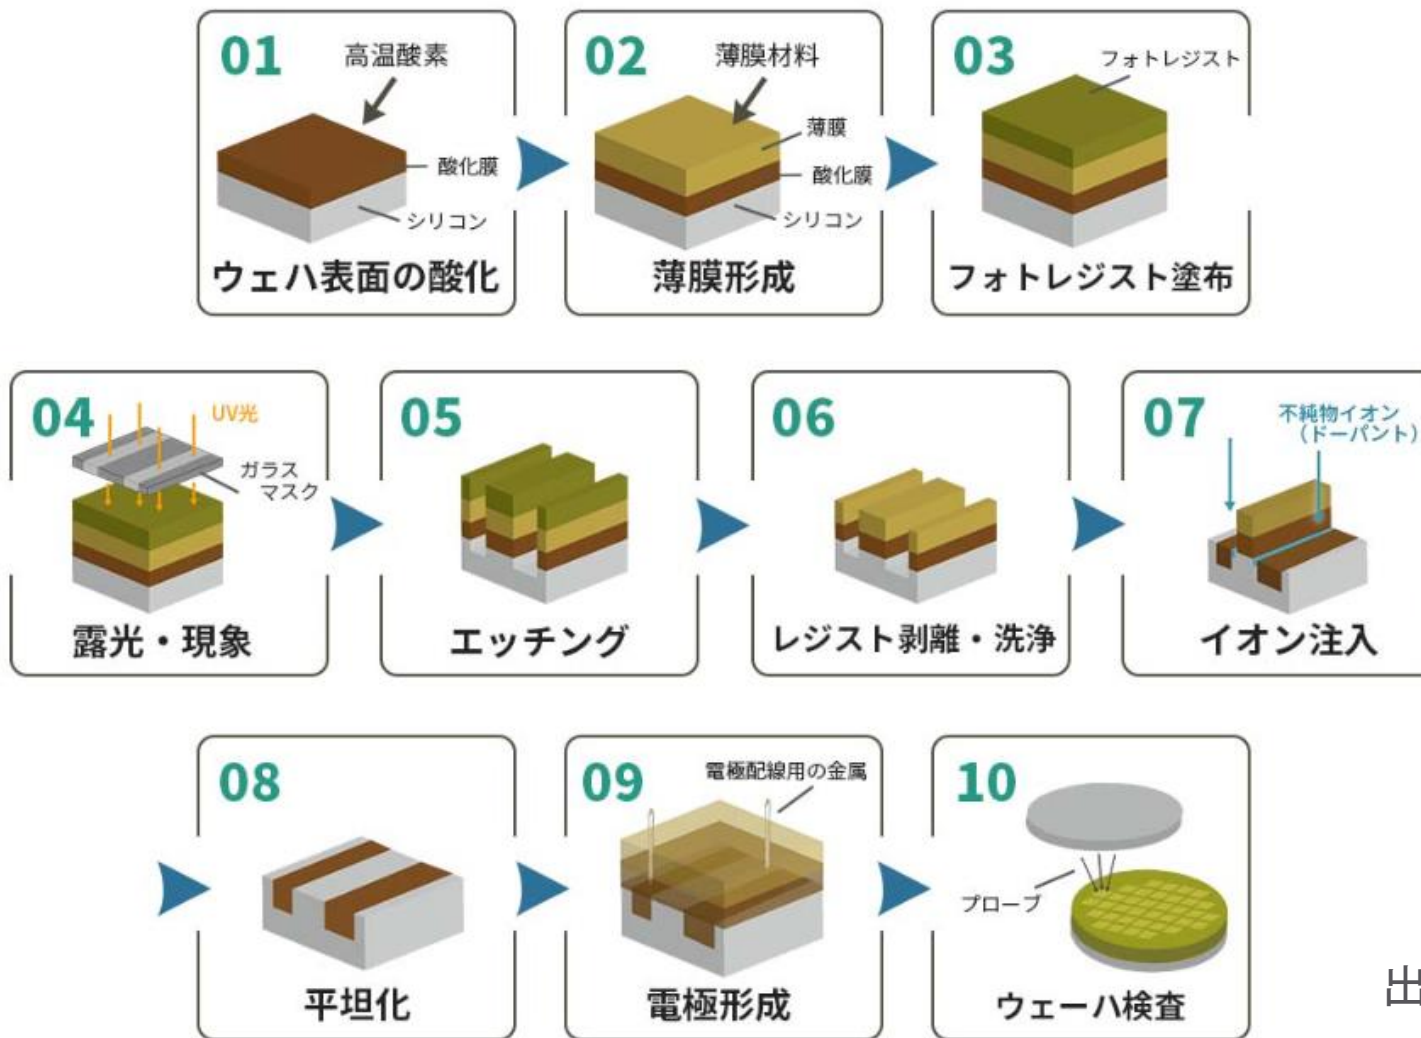 01
高温酸素
酸化膜
シリコン
ウェハ表面の酸化
02
薄膜材料
薄膜
酸化膜
シリコン
薄膜形成
03
フォトレジスト
フォトレジスト塗布
04
UV光
ガラス
マスク
露光・現象
05
エッチング
06
レジスト剥離・洗浄
07
不純物イオン
（ドーパント）
イオン注入
08
平坦化
09
電極配線用の金属
電極形成
10
プローブ
ウェーハ検査
出